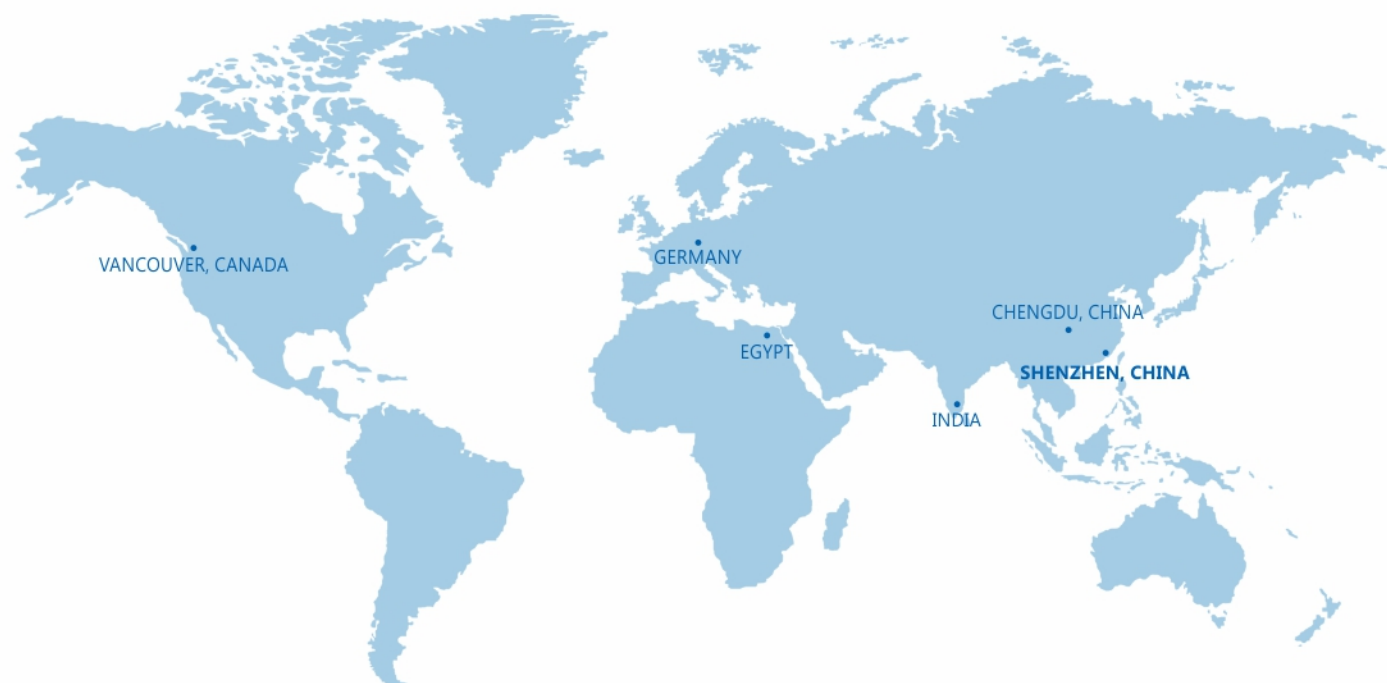 VANCOUVER, CANADA
GERMANY
CHENGDU, CHINA
EGYPT
SHENZHEN, CHINA
INDIA